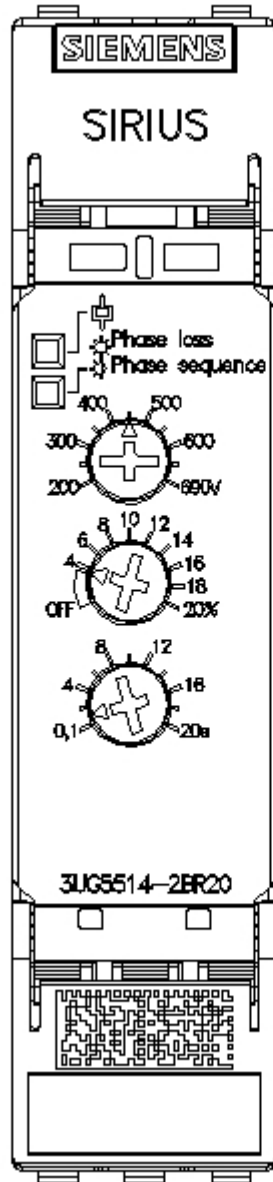 SIEMENS
SIRIUS
Phase loss
Phase sequence
400 500
300 600
200 690V
10
8 12
6 14
4 16
18
OFF 20%
8 12
4 16
0,1 20s
3UG5514-2BR20